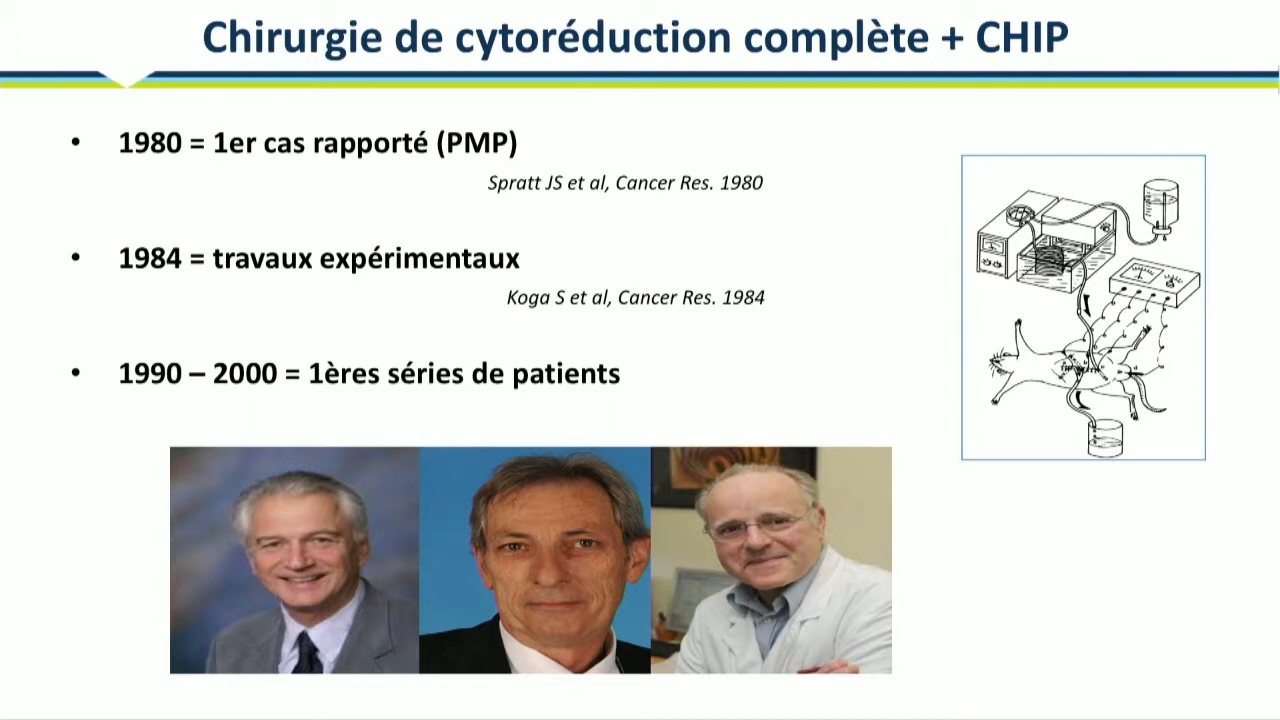 Chirurgie de cytoréduction complète + CHIP
• 1980 = 1er cas rapporté (PMP)
Spratt JS et al, Cancer Res. 1980
• 1984 = travaux expérimentaux
Koga S et al, Cancer Res. 1984
• 1990 – 2000 = 1ères séries de patients